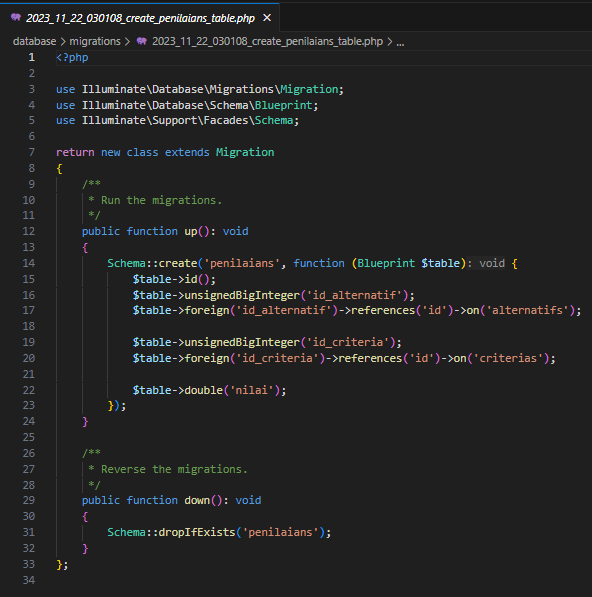 2023_11_22_030108_create_penilaians_table.php ×
database > migrations > 2023_11_22_030108_create_penilaians_table.php > ...
1 <?php
2
3 use Illuminate\Database\Migrations\Migration;
4 use Illuminate\Database\Schema\Blueprint;
5 use Illuminate\Support\Facades\Schema;
6
7 return new class extends Migration
8 {
9     /**
10      * Run the migrations.
11      */
12     public function up(): void
13     {
14         Schema::create('penilaians', function (Blueprint $table): void {
15             $table->id();
16             $table->unsignedBigInteger('id_alternatif');
17             $table->foreign('id_alternatif')->references('id')->on('alternatifs');
18
19             $table->unsignedBigInteger('id_criteria');
20             $table->foreign('id_criteria')->references('id')->on('criterias');
21
22             $table->double('nilai');
23         });
24     }
25
26     /**
27      * Reverse the migrations.
28      */
29     public function down(): void
30     {
31         Schema::dropIfExists('penilaians');
32     }
33 };
34